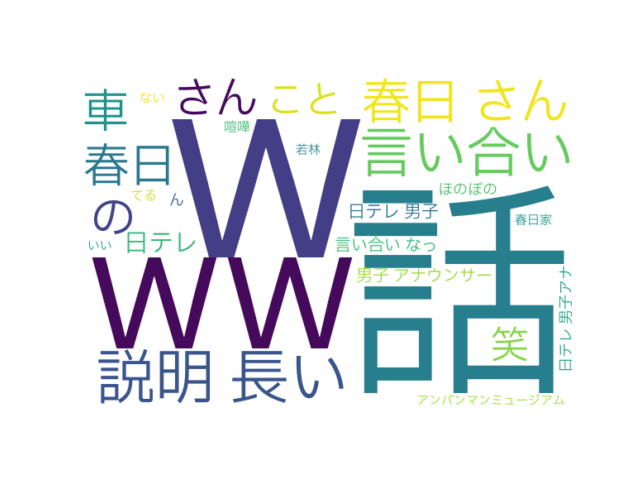 車
ない
さん
こと
春日 さん
喧嘩
W
若林
言い合い
春日
てる
ん
の
ほのぼの
日テレ 男子
春日家
話
いい
日テレ
言い合い なっ
W W
男子 アナウンサー
日テレ 男子アナ
笑
説明 長い
アンパンマンミュージアム